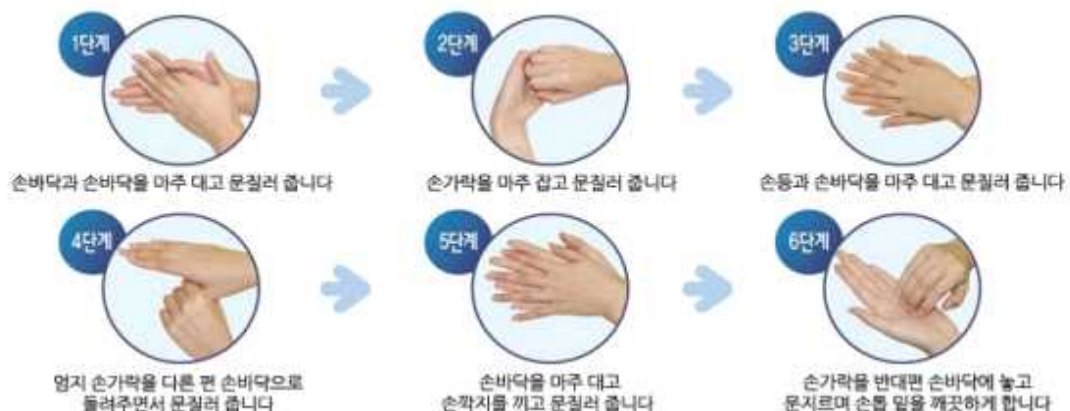 1단계
손바닥과 손바닥을 마주 대고 문질러 줍니다
2단계
손가락을 마주 잡고 문질러 줍니다
3단계
손등과 손바닥을 마주 대고 문질러 줍니다
4단계
엄지 손가락을 다른 편 손바닥으로
돌려주면서 문질러 줍니다
5단계
손바닥을 마주 대고
손깍지를 끼고 문질러 줍니다
6단계
손가락을 반대편 손바닥에 놓고
문지르며 손톱 밑을 깨끗하게 합니다